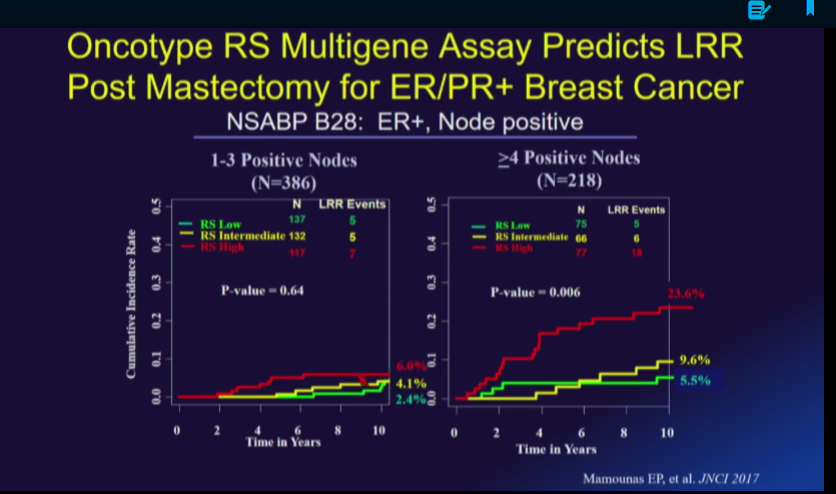 Oncotype RS Multigene Assay Predicts LRR
Post Mastectomy for ER/PR+ Breast Cancer
NSABP B28: ER+, Node positive
1-3 Positive Nodes
(N=386)
N LRR Events
RS Low 137 5
RS Intermediate 132 5
RS High 117 7
P-value = 0.64
Cumulative Incidence Rate
0.5
0.4
0.3
0.2
0.1
0.0
6.0%
4.1%
2.4%
0 2 4 6 8 10
Time in Years
≥4 Positive Nodes
(N=218)
N LRR Events
RS Low 75 5
RS Intermediate 66 6
RS High 77 18
P-value = 0.006
0.5
0.4
0.3
0.2
0.1
0.0
23.6%
9.6%
5.5%
0 2 4 6 8 10
Time in Years
Mamounas EP, et al. JNCI 2017